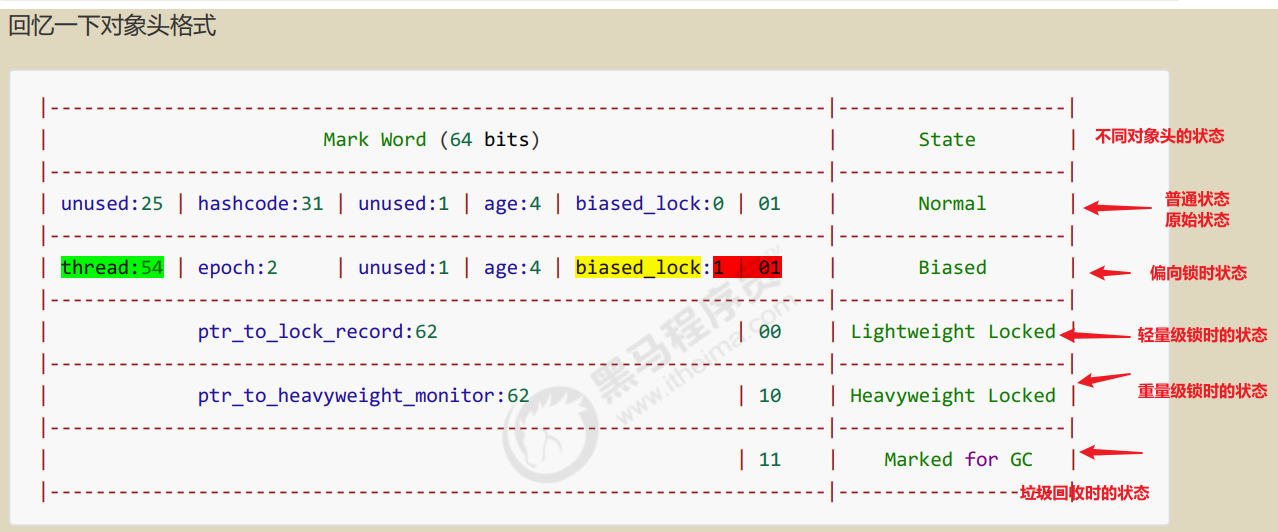 回忆一下对象头格式
|--------------------------------------------------------------------|--------------------|
| Mark Word (64 bits) | State | 不同对象头的状态
|--------------------------------------------------------------------|--------------------|
| unused:25 | hashcode:31 | unused:1 | age:4 | biased_lock:0 | 01 | Normal | 普通状态
原始状态
|--------------------------------------------------------------------|--------------------|
| thread:54 | epoch:2 | unused:1 | age:4 | biased_lock:1 | 01 | Biased | 偏向锁时状态
|--------------------------------------------------------------------|--------------------|
| ptr_to_lock_record:62 | 00 | Lightweight Locked | 轻量级锁时的状态
|--------------------------------------------------------------------|--------------------|
| ptr_to_heavyweight_monitor:62 | 10 | Heavyweight Locked | 重量级锁时的状态
|--------------------------------------------------------------------|--------------------|
| | 11 | Marked for GC |
|--------------------------------------------------------------------|--------------------|
垃圾回收时的状态
黑马程序员
www.itheima.com